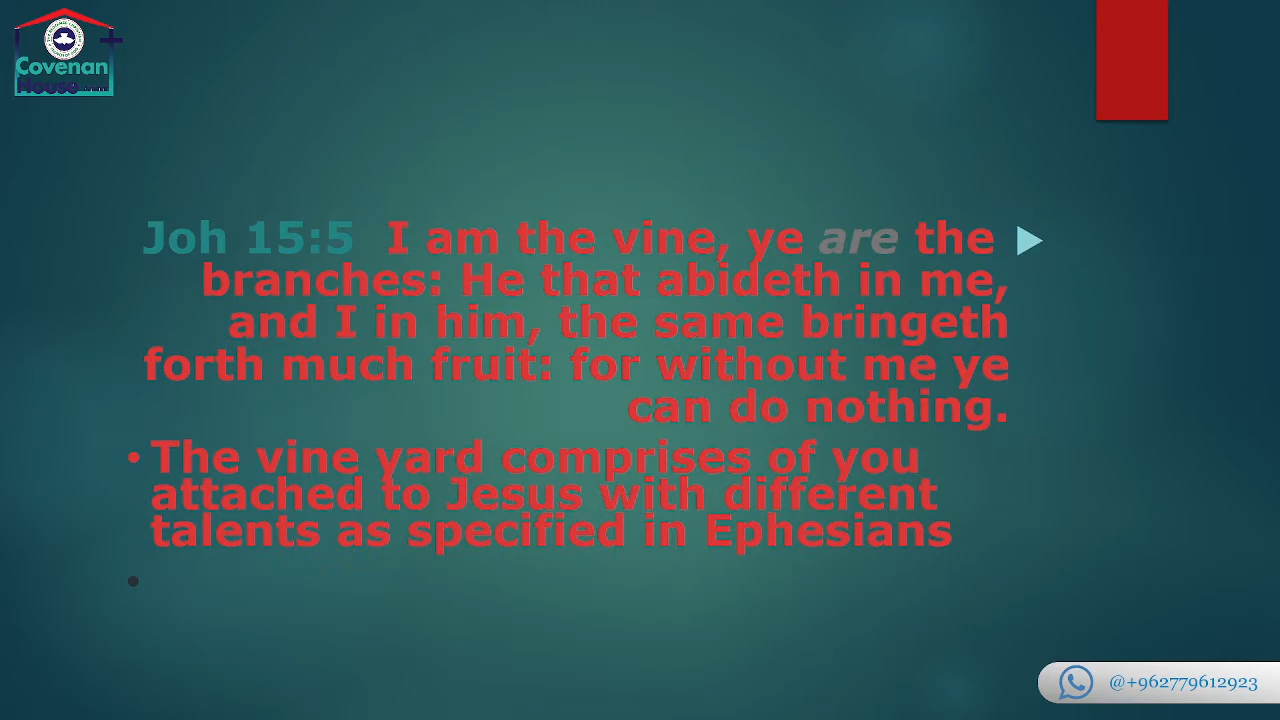 Covenan
House
Joh 15:5 I am the vine, ye are the
branches: He that abideth in me,
and I in him, the same bringeth
forth much fruit: for without me ye
can do nothing.
• The vine yard comprises of you
attached to Jesus with different
talents as specified in Ephesians
•
@+962779612923